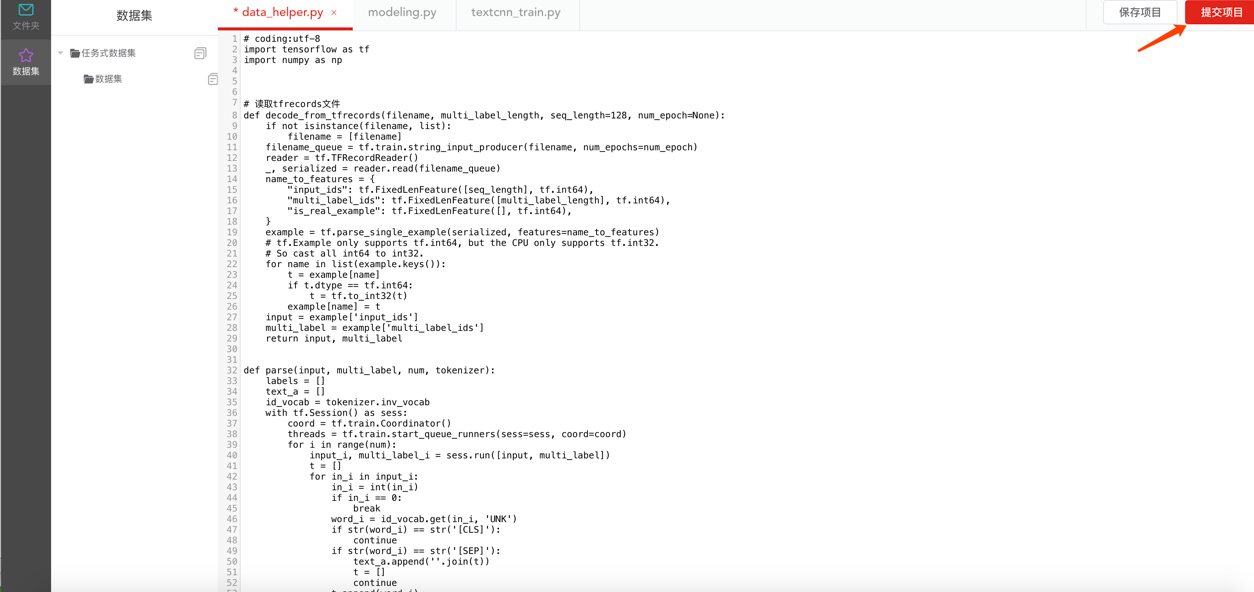 文件夹
数据集
数据集
任务式数据集
数据集
* data_helper.py ×
modeling.py
textcnn_train.py
保存项目
提交项目
1 # coding:utf-8
2 import tensorflow as tf
3 import numpy as np
4
5
6
7 # 读取tfrecords文件
8 def decode_from_tfrecords(filename, multi_label_length, seq_length=128, num_epoch=None):
9     if not isinstance(filename, list):
10         filename = [filename]
11     filename_queue = tf.train.string_input_producer(filename, num_epochs=num_epoch)
12     reader = tf.TFRecordReader()
13     _, serialized = reader.read(filename_queue)
14     name_to_features = {
15         "input_ids": tf.FixedLenFeature([seq_length], tf.int64),
16         "multi_label_ids": tf.FixedLenFeature([multi_label_length], tf.int64),
17         "is_real_example": tf.FixedLenFeature([], tf.int64),
18     }
19     example = tf.parse_single_example(serialized, features=name_to_features)
20     # tf.Example only supports tf.int64, but the CPU only supports tf.int32.
21     # So cast all int64 to int32.
22     for name in list(example.keys()):
23         t = example[name]
24         if t.dtype == tf.int64:
25             t = tf.to_int32(t)
26         example[name] = t
27     input = example['input_ids']
28     multi_label = example['multi_label_ids']
29     return input, multi_label
30
31
32 def parse(input, multi_label, num, tokenizer):
33     labels = []
34     text_a = []
35     id_vocab = tokenizer.inv_vocab
36     with tf.Session() as sess:
37         coord = tf.train.Coordinator()
38         threads = tf.train.start_queue_runners(sess=sess, coord=coord)
39         for i in range(num):
40             input_i, multi_label_i = sess.run([input, multi_label])
41             t = []
42             for in_i in input_i:
43                 in_i = int(in_i)
44                 if in_i == 0:
45                     break
46                 word_i = id_vocab.get(in_i, 'UNK')
47                 if str(word_i) == str('[CLS]'):
48                     continue
49                 if str(word_i) == str('[SEP]'):
50                     text_a.append(''.join(t))
51                     t = []
52                     continue